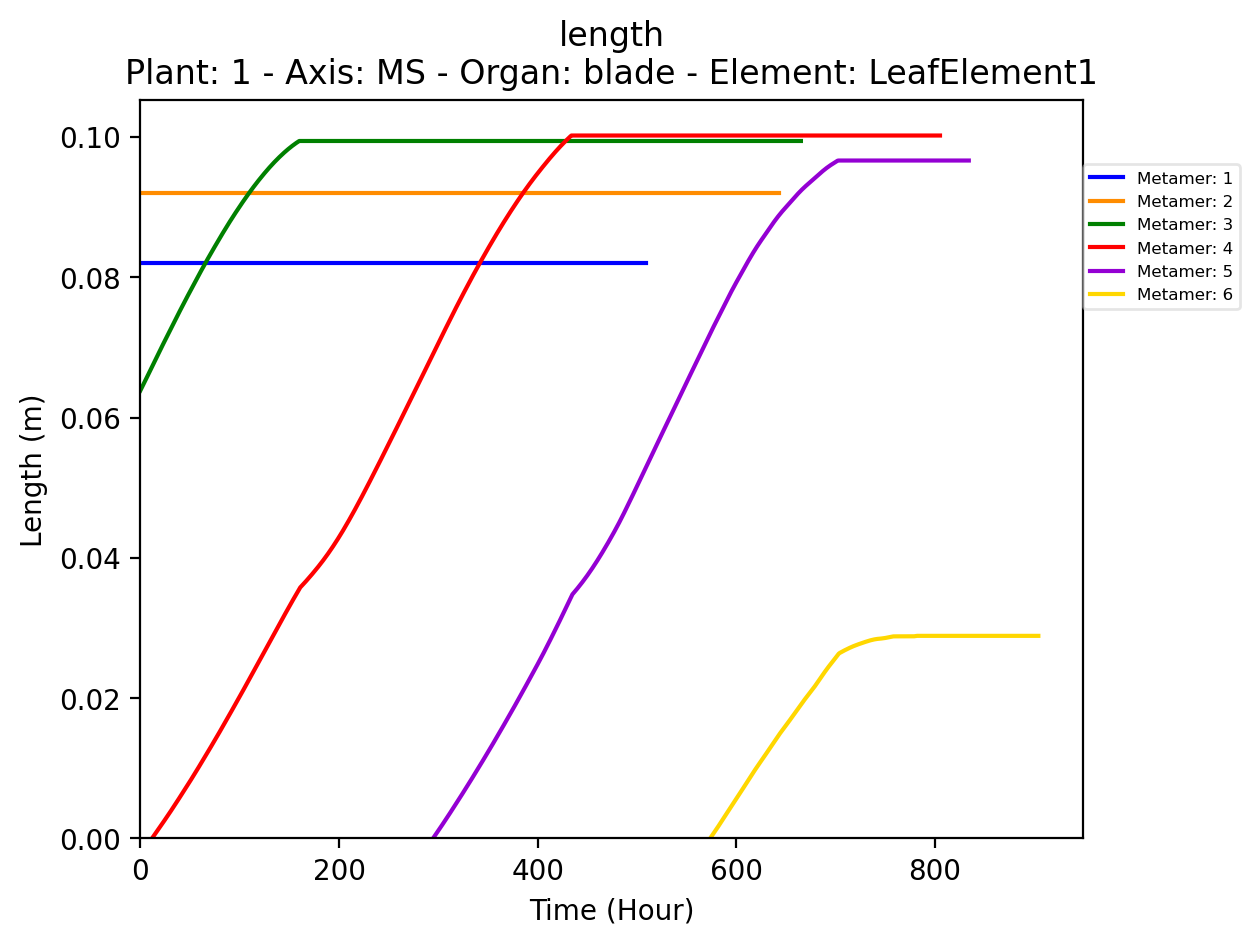 length
Plant: 1 - Axis: MS - Organ: blade - Element: LeafElement1
0.10
0.08
0.06
0.04
0.02
0.00
Length (m)
0 200 400 600 800
Time (Hour)
Metamer: 1
Metamer: 2
Metamer: 3
Metamer: 4
Metamer: 5
Metamer: 6